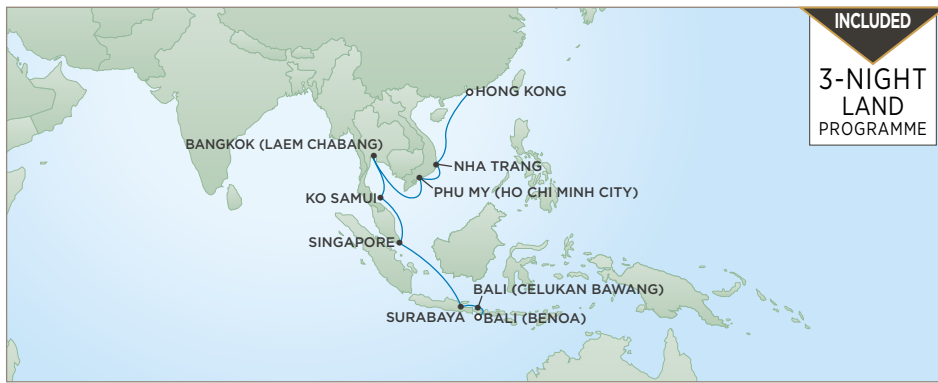 INCLUDED
3-NIGHT
LAND
PROGRAMME
HONG KONG
BANGKOK (LAEM CHABANG)
NHA TRANG
PHU MY (HO CHI MINH CITY)
KO SAMUI
SINGAPORE
BALI (CELUKAN BAWANG)
SURABAYA
BALI (BENOA)